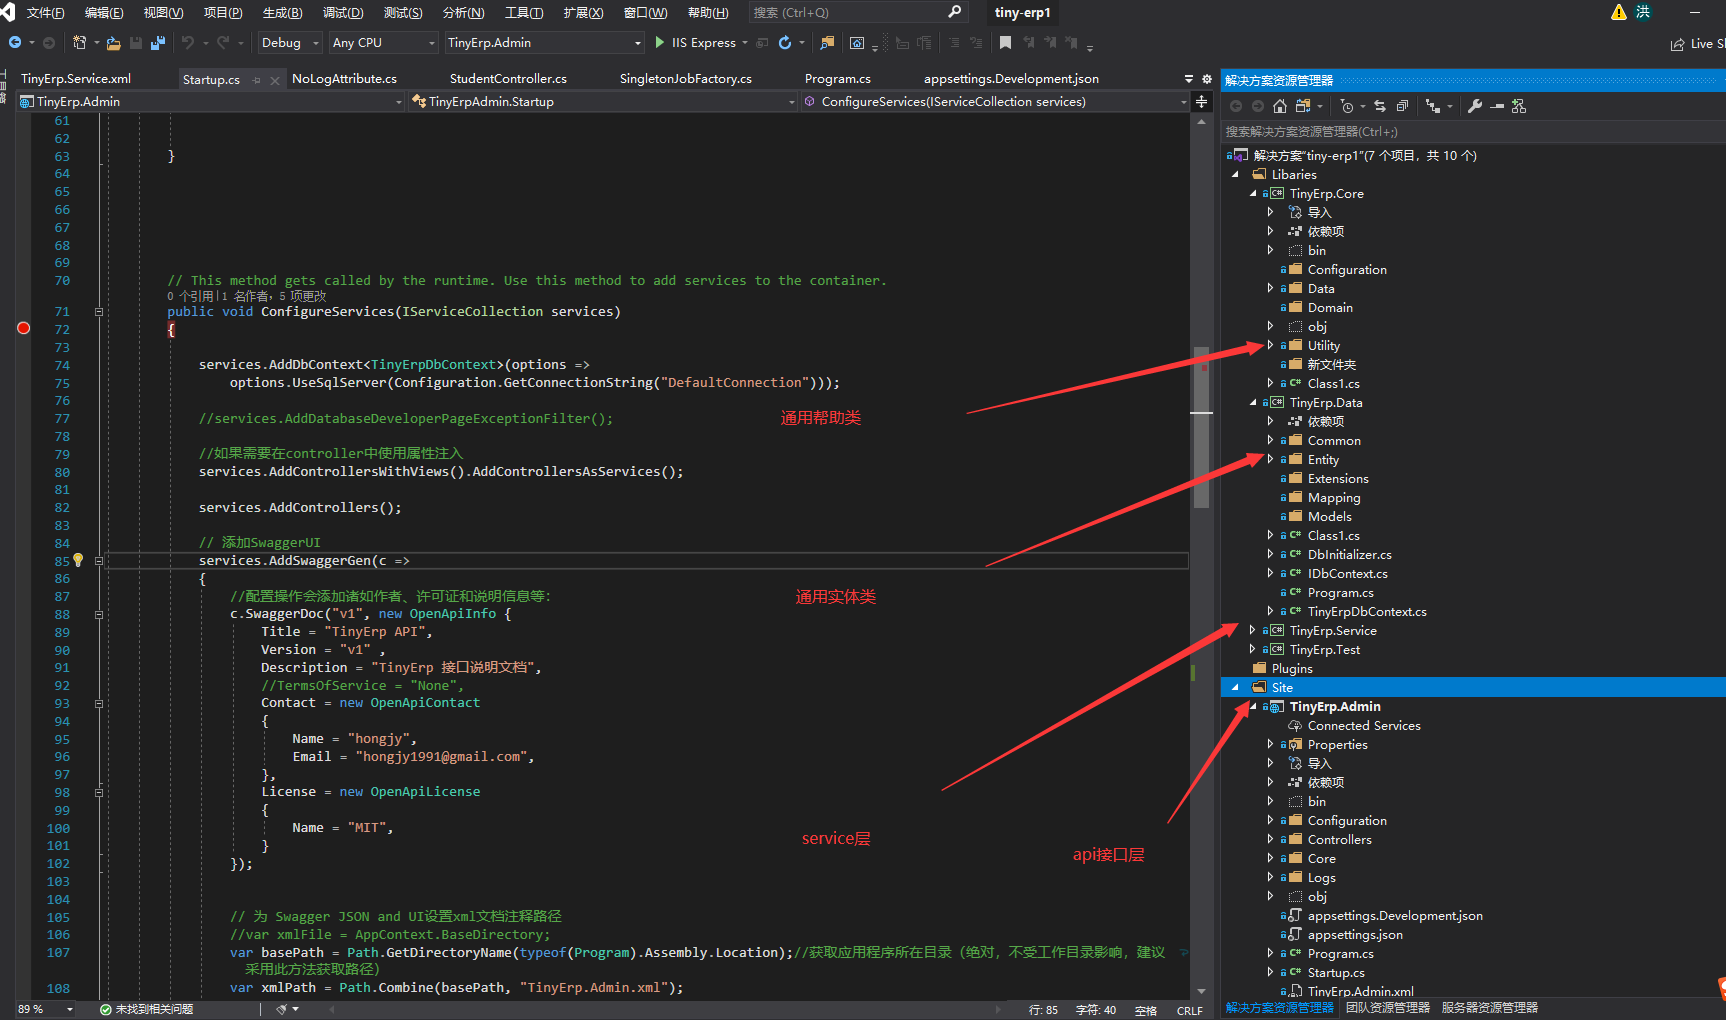 文件(F) 编辑(E) 视图(V) 项目(P) 生成(B) 调试(D) 测试(S) 分析(N) 工具(T) 扩展(X) 窗口(W) 帮助(H) 搜索 (Ctrl+Q) tiny-erp1 洪
Debug Any CPU TinyErp.Admin IIS Express Live S
TinyErp.Service.xml Startup.cs NoLogAttribute.cs StudentController.cs SingletonJobFactory.cs Program.cs appsettings.Development.json
TinyErp.Admin TinyErpAdmin.Startup ConfigureServices(IServiceCollection services)
61
62
63 }
64
65
66
67
68
69
70 // This method gets called by the runtime. Use this method to add services to the container.
0 个引用|1 名作者，5 项更改
71 public void ConfigureServices(IServiceCollection services)
72 {
73
74 services.AddDbContext<TinyErpDbContext>(options =>
75 options.UseSqlServer(Configuration.GetConnectionString("DefaultConnection")));
76
77 //services.AddDatabaseDeveloperPageExceptionFilter();
通用帮助类
78
79 //如果需要在controller中使用属性注入
80 services.AddControllersWithViews().AddControllersAsServices();
81
82 services.AddControllers();
83
84 // 添加SwaggerUI
85 services.AddSwaggerGen(c =>
86 {
87 //配置操作会添加诸如作者、许可证和说明信息等：
通用实体类
88 c.SwaggerDoc("v1", new OpenApiInfo {
89 Title = "TinyErp API",
90 Version = "v1" ,
91 Description = "TinyErp 接口说明文档",
92 //TermsOfService = "None",
93 Contact = new OpenApiContact
94 {
95 Name = "hongjy",
96 Email = "hongjy1991@gmail.com",
97 },
98 License = new OpenApiLicense
99 {
100 Name = "MIT",
service层
api接口层
101 }
102 });
103
104
105 // 为 Swagger JSON and UI设置xml文档注释路径
106 //var xmlFile = AppContext.BaseDirectory;
107 var basePath = Path.GetDirectoryName(typeof(Program).Assembly.Location);//获取应用程序所在目录（绝对，不受工作目录影响，建议
采用此方法获取路径）
108 var xmlPath = Path.Combine(basePath, "TinyErp.Admin.xml");
89 % 未找到相关问题 行: 85 字符: 40 空格 CRLF
解决方案资源管理器
搜索解决方案资源管理器(Ctrl+;)
解决方案"tiny-erp1"(7 个项目，共 10 个)
Libaries
TinyErp.Core
导入
依赖项
bin
Configuration
Data
Domain
obj
Utility
新文件夹
C# Class1.cs
TinyErp.Data
依赖项
Common
Entity
Extensions
Mapping
Models
C# Class1.cs
C# DbInitializer.cs
C# IDbContext.cs
C# Program.cs
C# TinyErpDbContext.cs
TinyErp.Service
TinyErp.Test
Plugins
Site
TinyErp.Admin
Connected Services
Properties
导入
依赖项
bin
Configuration
Controllers
Core
Logs
obj
appsettings.Development.json
appsettings.json
C# Program.cs
C# Startup.cs
TinyErp.Admin.xml
解决方案资源管理器 团队资源管理器 服务器资源管理器